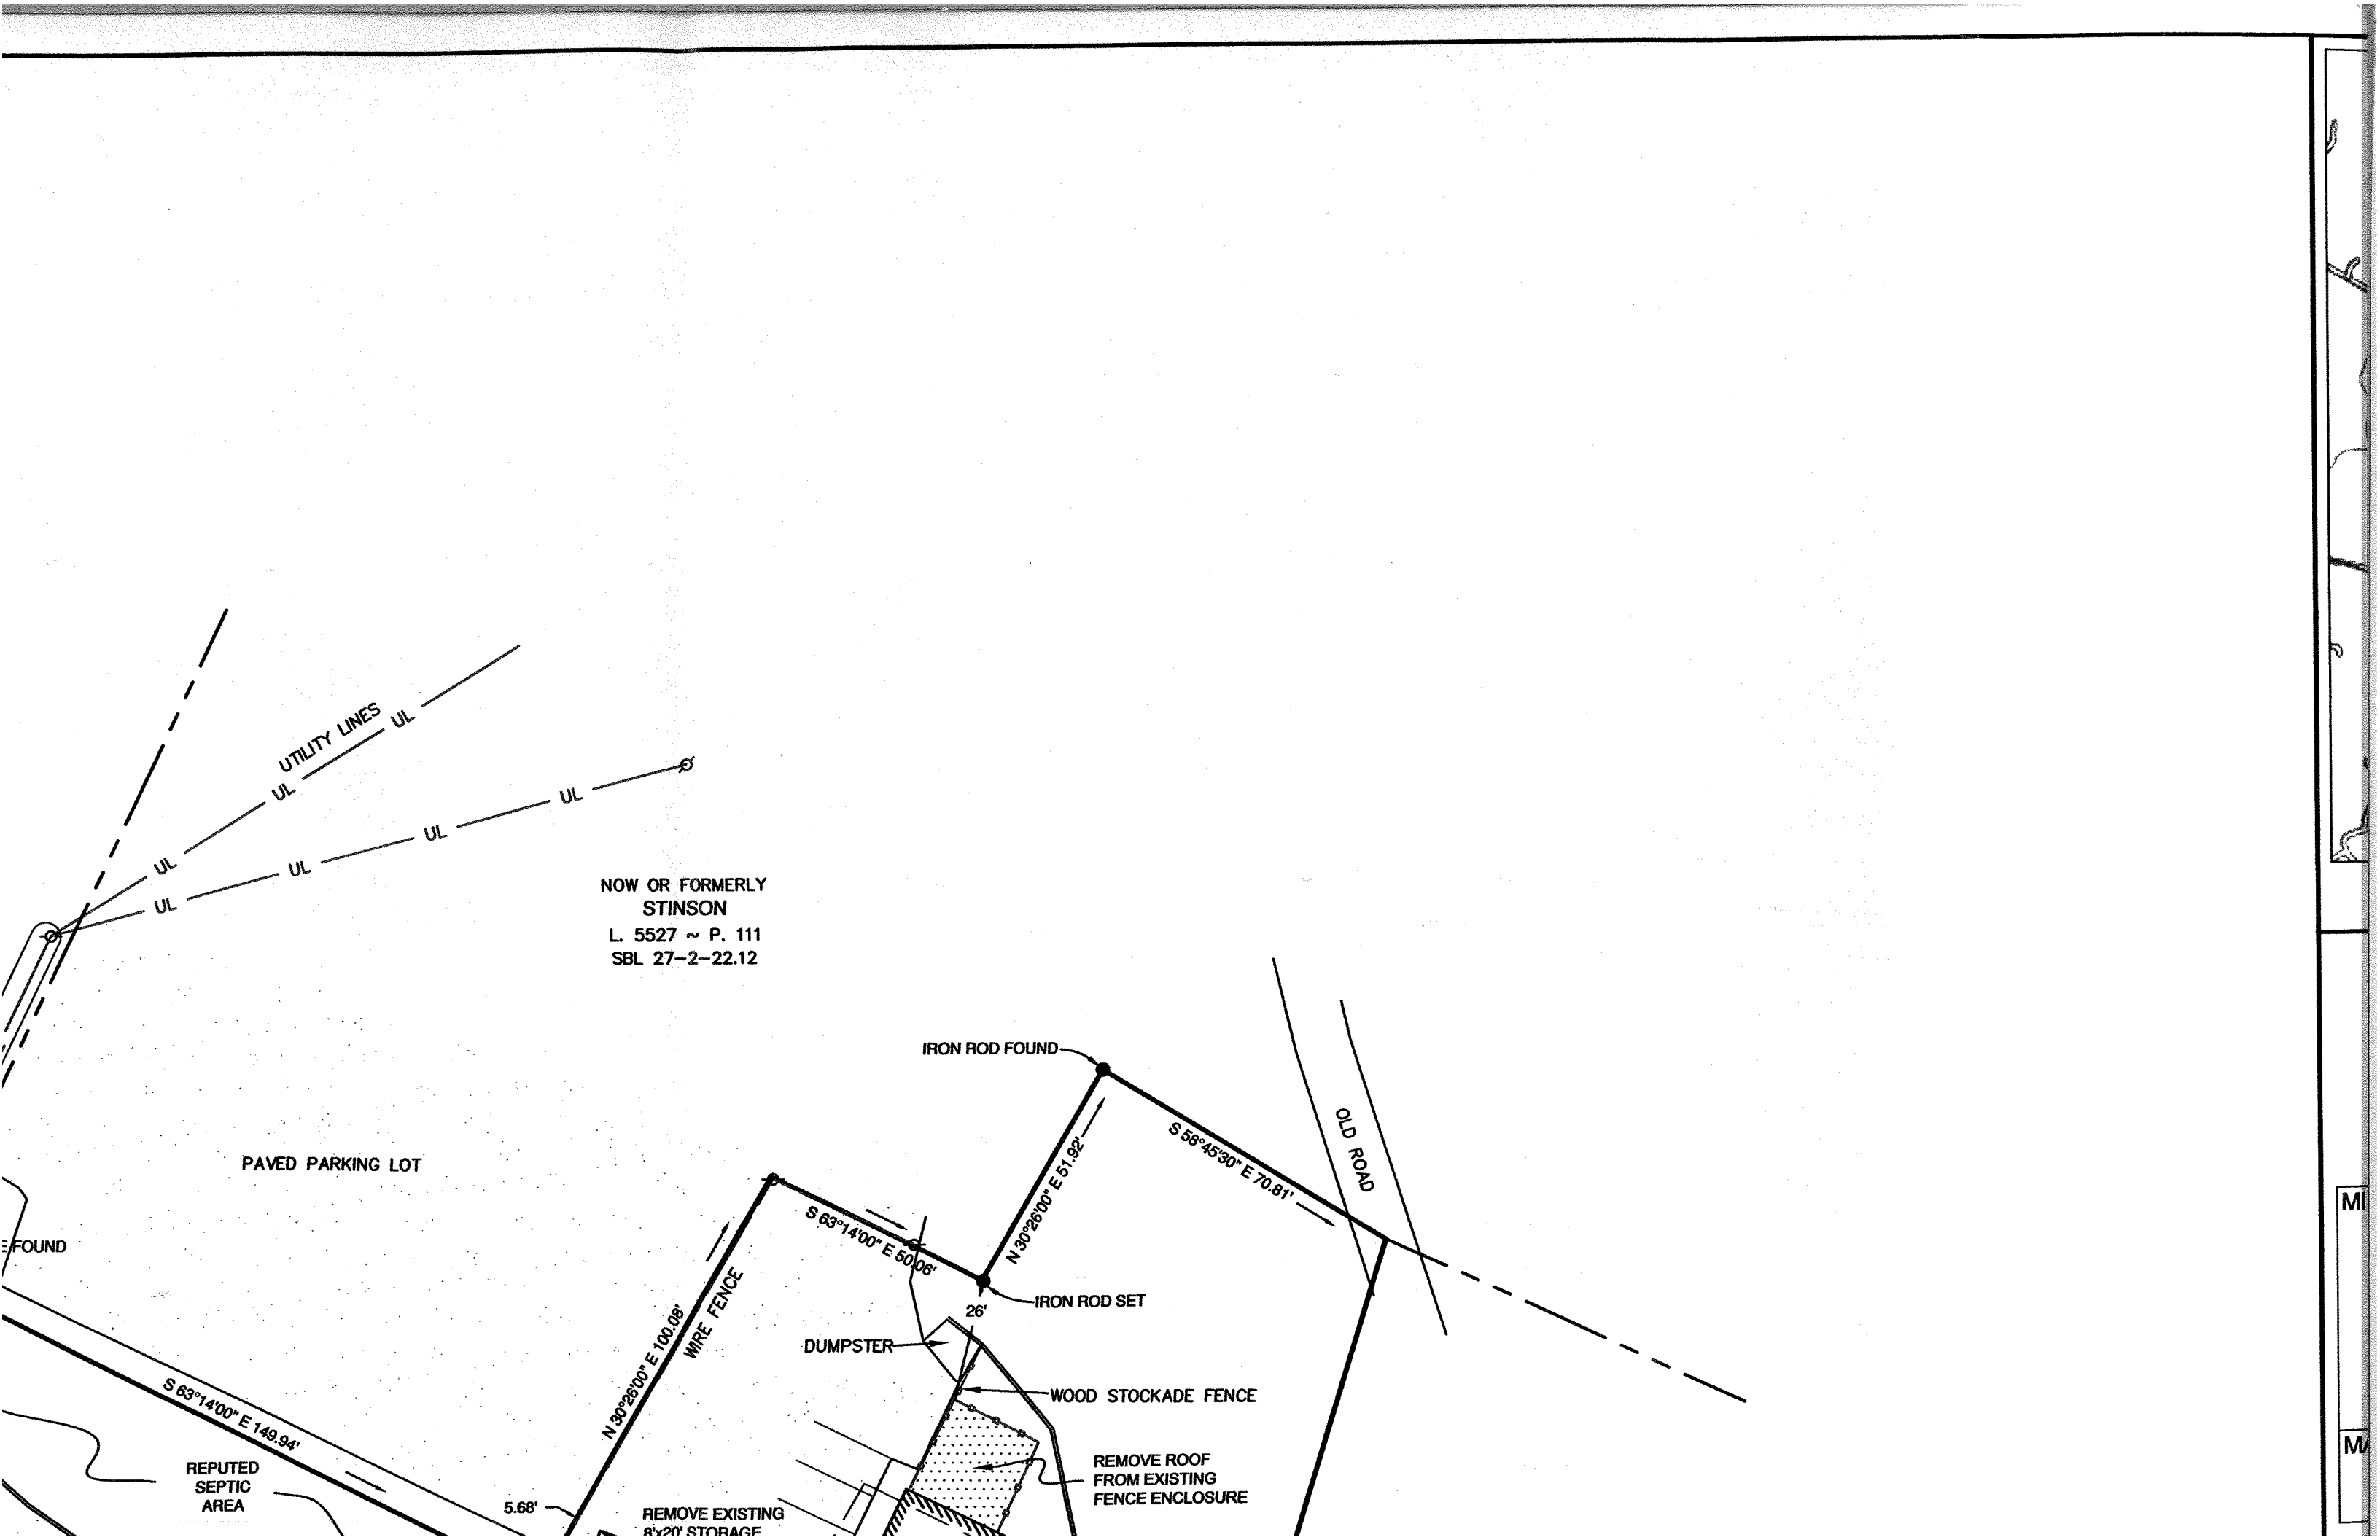 UTILITY LINES
UL
UL
UL
UL
UL
UL
UL
NOW OR FORMERLY
STINSON
L. 5527 ~ P. 111
SBL 27-2-22.12
IRON ROD FOUND
OLD ROAD
S 58°45'30" E 70.81'
N 30°26'00" E 51.92'
PAVED PARKING LOT
S 63°14'00" E 50.06'
FOUND
IRON ROD SET
26'
N 30°26'00" E 100.08'
WIRE FENCE
DUMPSTER
WOOD STOCKADE FENCE
S 63°14'00" E 149.94'
REPUTED
SEPTIC
AREA
REMOVE ROOF
FROM EXISTING
FENCE ENCLOSURE
5.68'
REMOVE EXISTING
8'x20' STORAGE